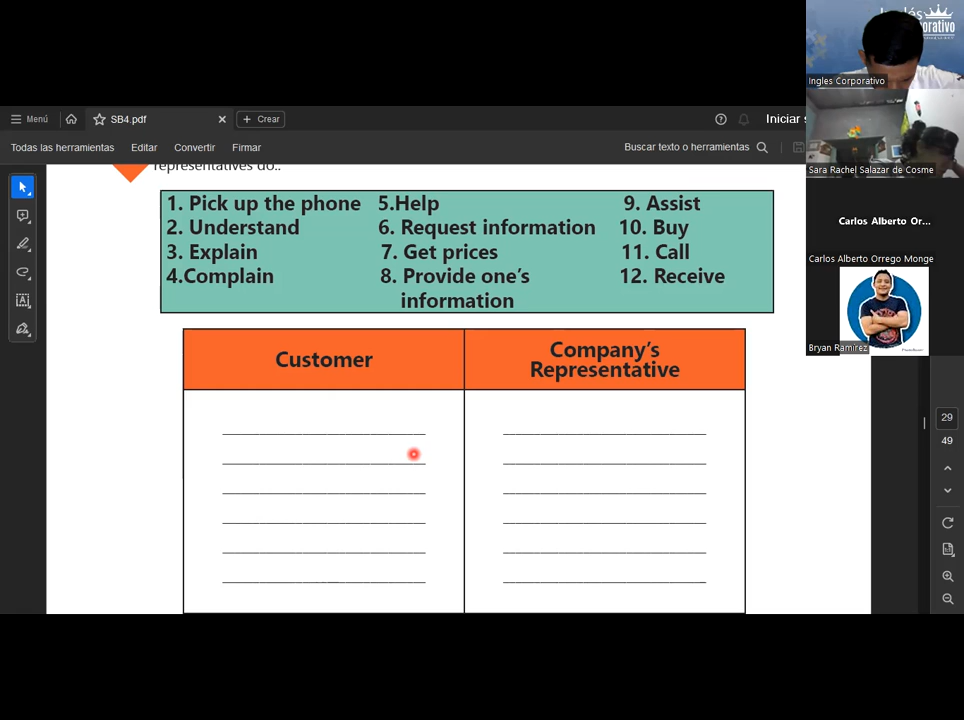 Inglés
Corporativo
Ingles Corporativo
Menú
SB4.pdf
Crear
Iniciar s
Todas las herramientas
Editar
Convertir
Firmar
Buscar texto o herramientas
representatives do..
1. Pick up the phone 5.Help 9. Assist
2. Understand 6. Request information 10. Buy
3. Explain 7. Get prices 11. Call
4.Complain 8. Provide one's 12. Receive
information
Customer
Company's
Representative
Sara Rachel Salazar de Cosme
Carlos Alberto Or...
Carlos Alberto Orrego Monge
Bryan Ramirez
29
49